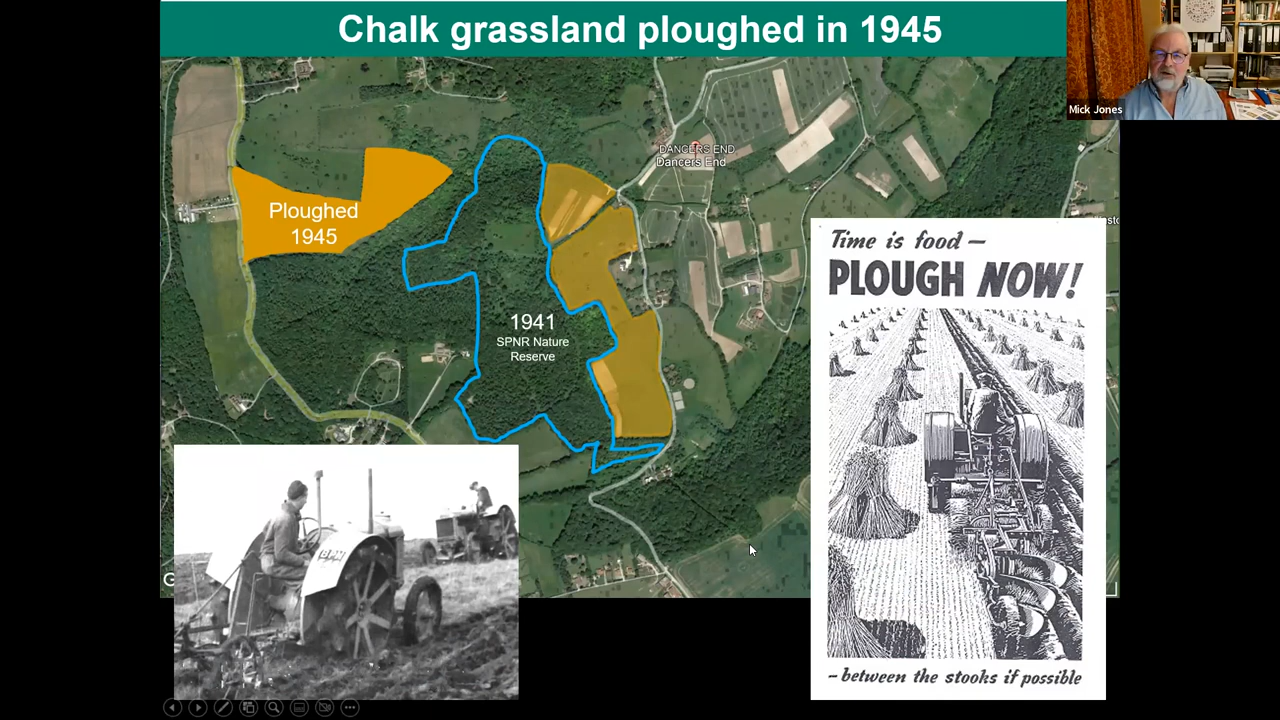 Chalk grassland ploughed in 1945
Mick Jones
DANCERS END
Dancers End
Ploughed
1945
1941
SPNR Nature
Reserve
Time is food –
PLOUGH NOW!
– between the stooks if possible
G